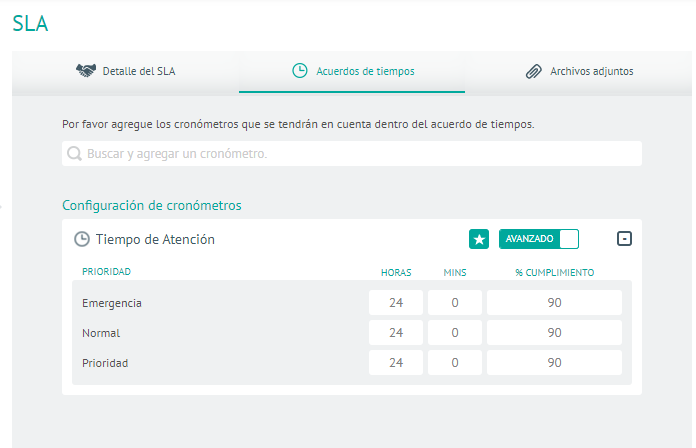 SLA
Detalle del SLA Acuerdos de tiempos Archivos adjuntos
Por favor agregue los cronómetros que se tendrán en cuenta dentro del acuerdo de tiempos.
Buscar y agregar un cronómetro.
Configuración de cronómetros
Tiempo de Atención AVANZADO
PRIORIDAD HORAS MINS % CUMPLIMIENTO
Emergencia 24 0 90
Normal 24 0 90
Prioridad 24 0 90